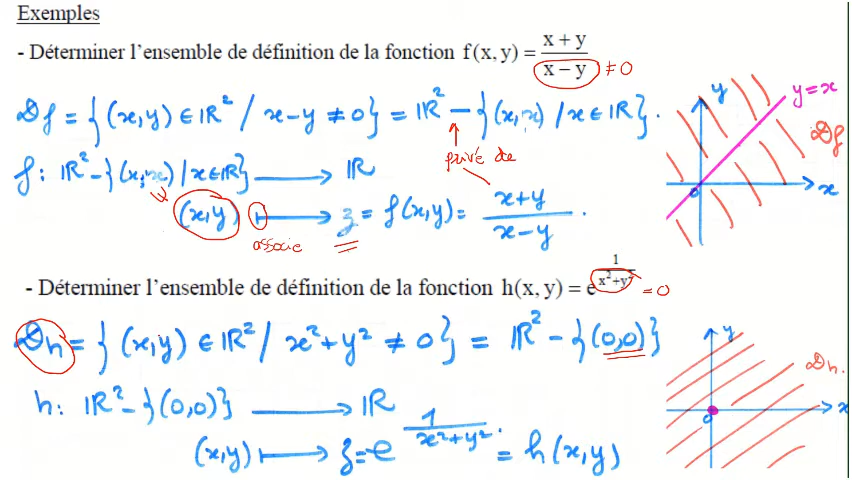 Exemples
- Déterminer l'ensemble de définition de la fonction f(x, y) = (x + y)/(x − y) ≠ 0
Df = {(x,y) ∈ ℝ² / x−y ≠ 0} = ℝ² − {(x,x) / x ∈ ℝ}.
privé de
f : ℝ² − {(x,x) / x ∈ ℝ} ⟶ ℝ
(x,y) ⟼ z = f(x,y) = (x+y)/(x−y).
associe
y
y = x
Df
o
x
- Déterminer l'ensemble de définition de la fonction h(x, y) = e^(1/(x²+y²)) = 0
Dh = {(x,y) ∈ ℝ² / x² + y² ≠ 0} = ℝ² − {(0,0)}
h : ℝ² − {(0,0)} ⟶ ℝ
(x,y) ⟼ z = e^(1/(x²+y²)) = h(x,y)
y
Dh.
o
x